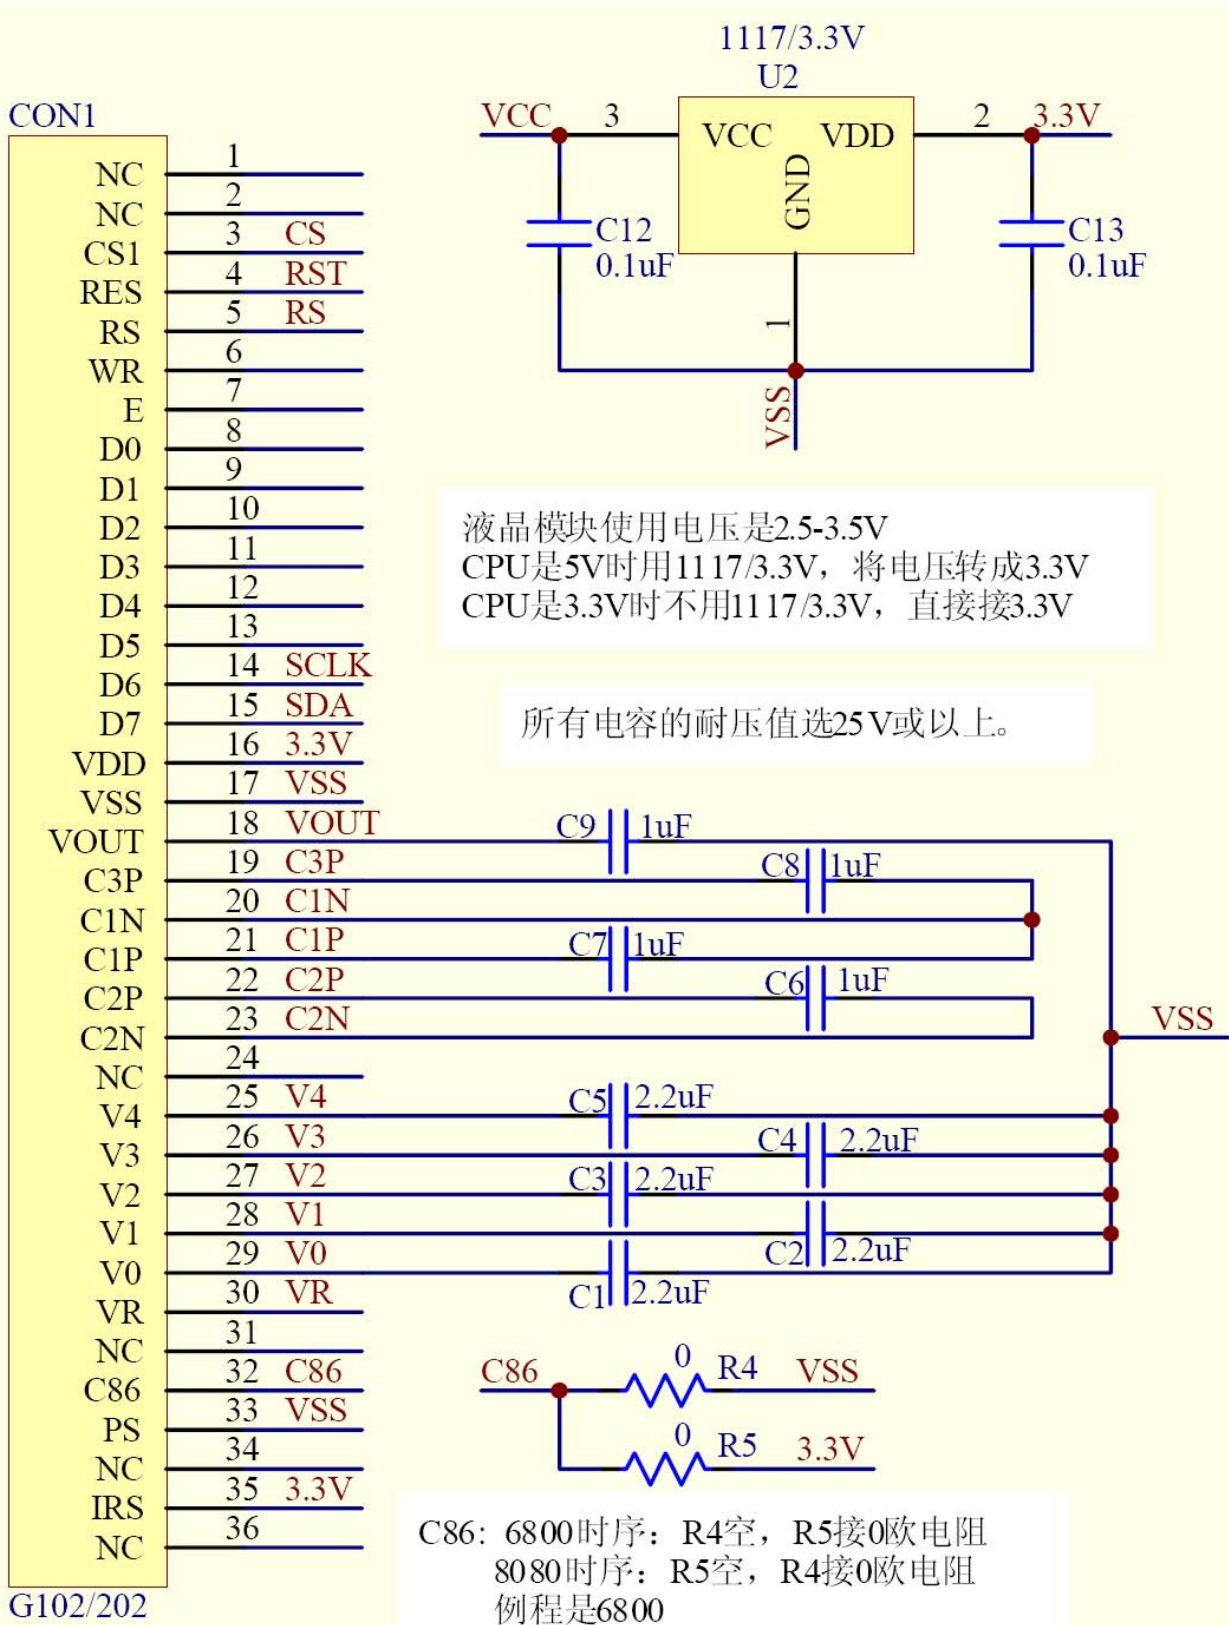 1117/3.3V
U2
VCC 3 VCC VDD 2 3.3V
GND
C12
0.1uF
C13
0.1uF
1
VSS
CON1
NC 1
NC 2
CS1 3 CS
RES 4 RST
RS 5 RS
WR 6
E 7
D0 8
D1 9
D2 10
D3 11
D4 12
D5 13
D6 14 SCLK
D7 15 SDA
VDD 16 3.3V
VSS 17 VSS
VOUT 18 VOUT C9 1uF
C3P 19 C3P C8 1uF
C1N 20 C1N
C1P 21 C1P C7 1uF
C2P 22 C2P C6 1uF
C2N 23 C2N VSS
NC 24
V4 25 V4 C5 2.2uF
V3 26 V3 C4 2.2uF
V2 27 V2 C3 2.2uF
V1 28 V1 C2 2.2uF
V0 29 V0 C1 2.2uF
VR 30 VR
NC 31
C86 32 C86
PS 33 VSS
NC 34
IRS 35 3.3V
NC 36
G102/202
液晶模块使用电压是2.5-3.5V
CPU是5V时用1117/3.3V，将电压转成3.3V
CPU是3.3V时不用1117/3.3V，直接接3.3V
所有电容的耐压值选25V或以上。
C86 0 R4 VSS
0 R5 3.3V
C86: 6800时序：R4空，R5接0欧电阻
8080时序：R5空，R4接0欧电阻
例程是6800